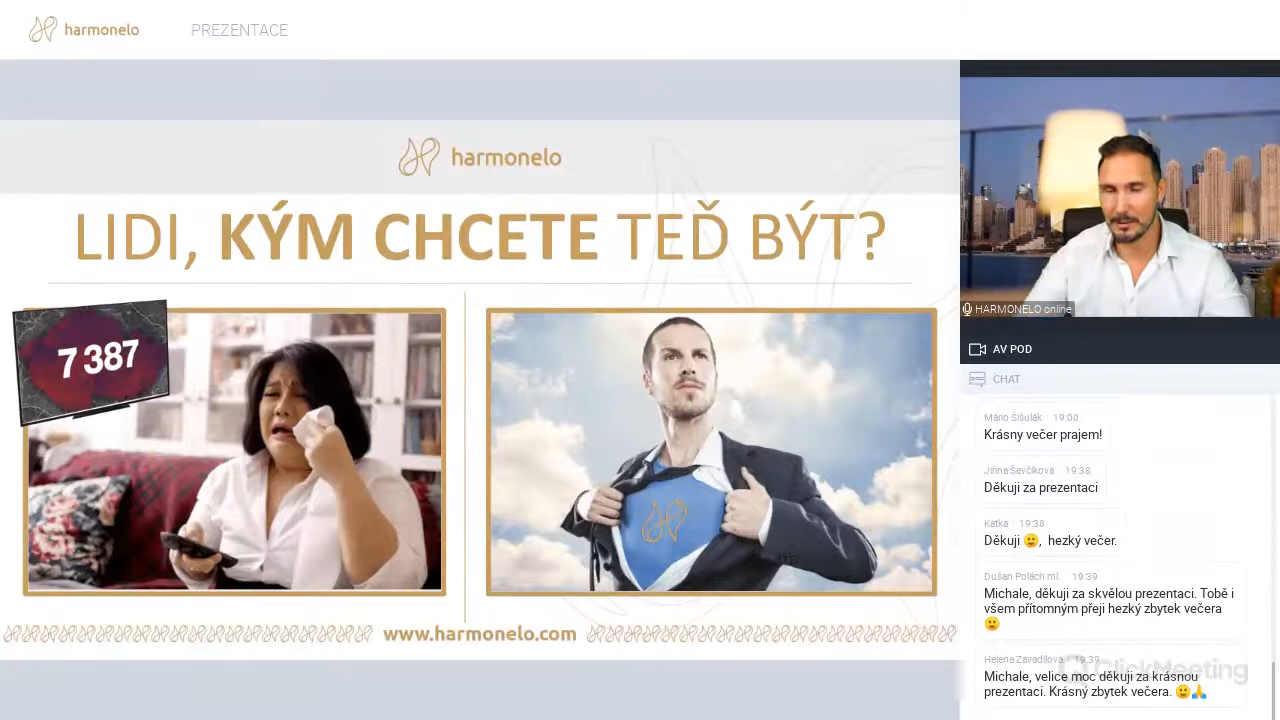 harmonelo
PREZENTACE
harmonelo
LIDI, KÝM CHCETE TEĎ BÝT?
7 387
www.harmonelo.com
HARMONELO online
AV POD
CHAT
Mário Šišulák 19:00
Krásny večer prajem!
Jiřina Ševčíková 19:38
Děkuji za prezentaci
Katka 19:38
Děkuji 🙂, hezký večer.
Dušan Polách ml. 19:39
Michale, děkuji za skvělou prezentaci. Tobě i
všem přítomným přeji hezký zbytek večera
🙂
Helena Zavadilová 19:39
ClickMeeting
Michale, velice moc děkuji za krásnou
prezentaci. Krásný zbytek večera. 🙂🙏